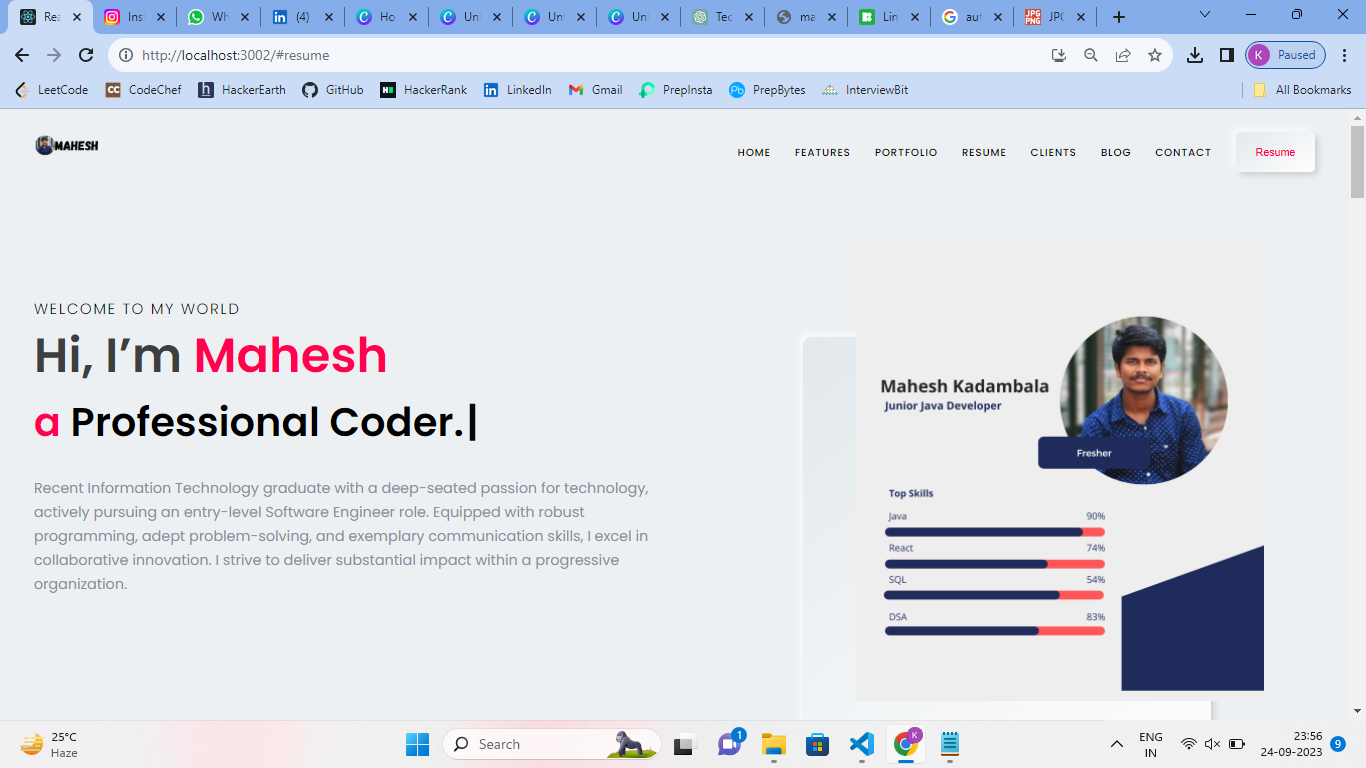 Rea
Inst
Wh
(4)
Ho
Unt
Unt
Unt
Tec
ma
Lin
aut
JPG
http://localhost:3002/#resume
K Paused
LeetCode
CodeChef
HackerEarth
GitHub
HackerRank
LinkedIn
Gmail
PrepInsta
PrepBytes
InterviewBit
All Bookmarks
MAHESH
HOME
FEATURES
PORTFOLIO
RESUME
CLIENTS
BLOG
CONTACT
Resume
WELCOME TO MY WORLD
Hi, I’m Mahesh
a Professional Coder.|
Recent Information Technology graduate with a deep-seated passion for technology,
actively pursuing an entry-level Software Engineer role. Equipped with robust
programming, adept problem-solving, and exemplary communication skills, I excel in
collaborative innovation. I strive to deliver substantial impact within a progressive
organization.
Mahesh Kadambala
Junior Java Developer
Fresher
Top Skills
Java 90%
React 74%
SQL 54%
DSA 83%
25°C
Haze
Search
1
K
ENG
IN
23:56
24-09-2023
9